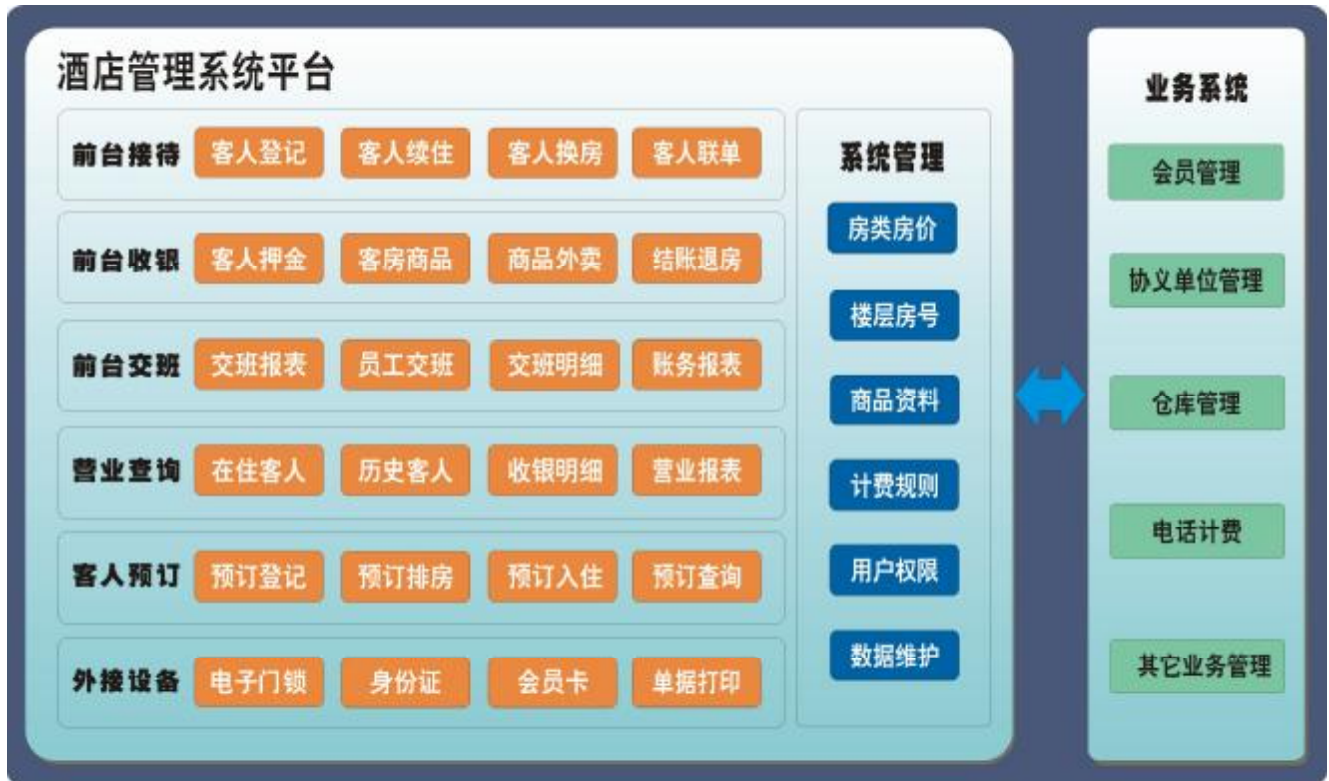 酒店管理系统平台
前台接待 客人登记 客人续住 客人换房 客人联单
前台收银 客人押金 客房商品 商品外卖 结账退房
前台交班 交班报表 员工交班 交班明细 账务报表
营业查询 在住客人 历史客人 收银明细 营业报表
客人预订 预订登记 预订排房 预订入住 预订查询
外接设备 电子门锁 身份证 会员卡 单据打印
系统管理
房类房价
楼层房号
商品资料
计费规则
用户权限
数据维护
业务系统
会员管理
协议单位管理
仓库管理
电话计费
其它业务管理